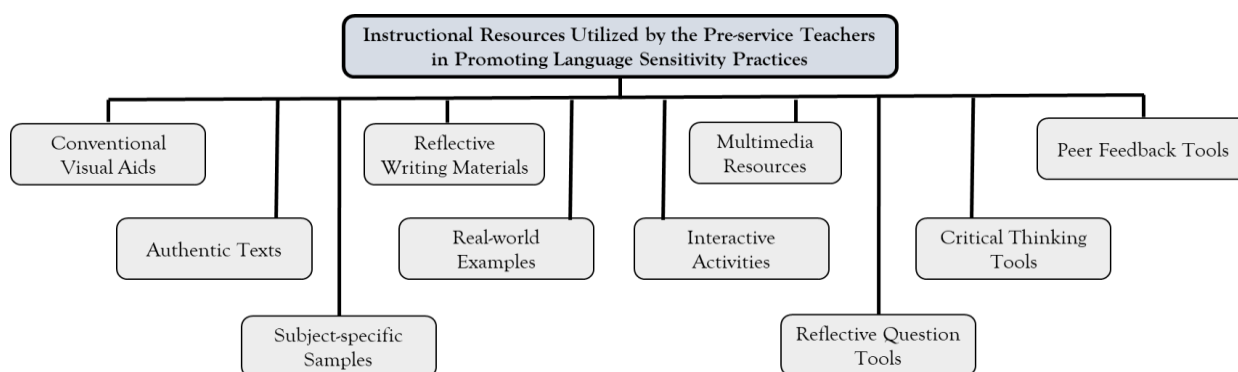 Instructional Resources Utilized by the Pre-service Teachers
in Promoting Language Sensitivity Practices
Conventional
Visual Aids
Reflective
Writing Materials
Multimedia
Resources
Peer Feedback Tools
Authentic Texts
Real-world
Examples
Interactive
Activities
Critical Thinking
Tools
Subject-specific
Samples
Reflective Question
Tools